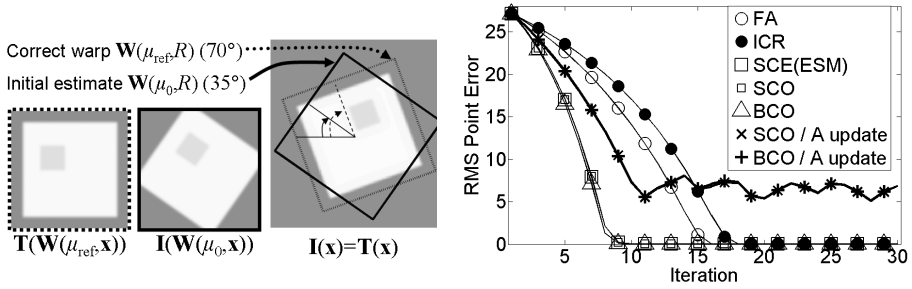 Correct warp W(μref,R) (70°)
Initial estimate W(μ0,R) (35°)
T(W(μref,x))
I(W(μ0,x))
I(x)=T(x)
RMS Point Error
25
20
15
10
5
0
5
10
15
20
25
30
Iteration
FA
ICR
SCE(ESM)
SCO
BCO
SCO / A update
BCO / A update